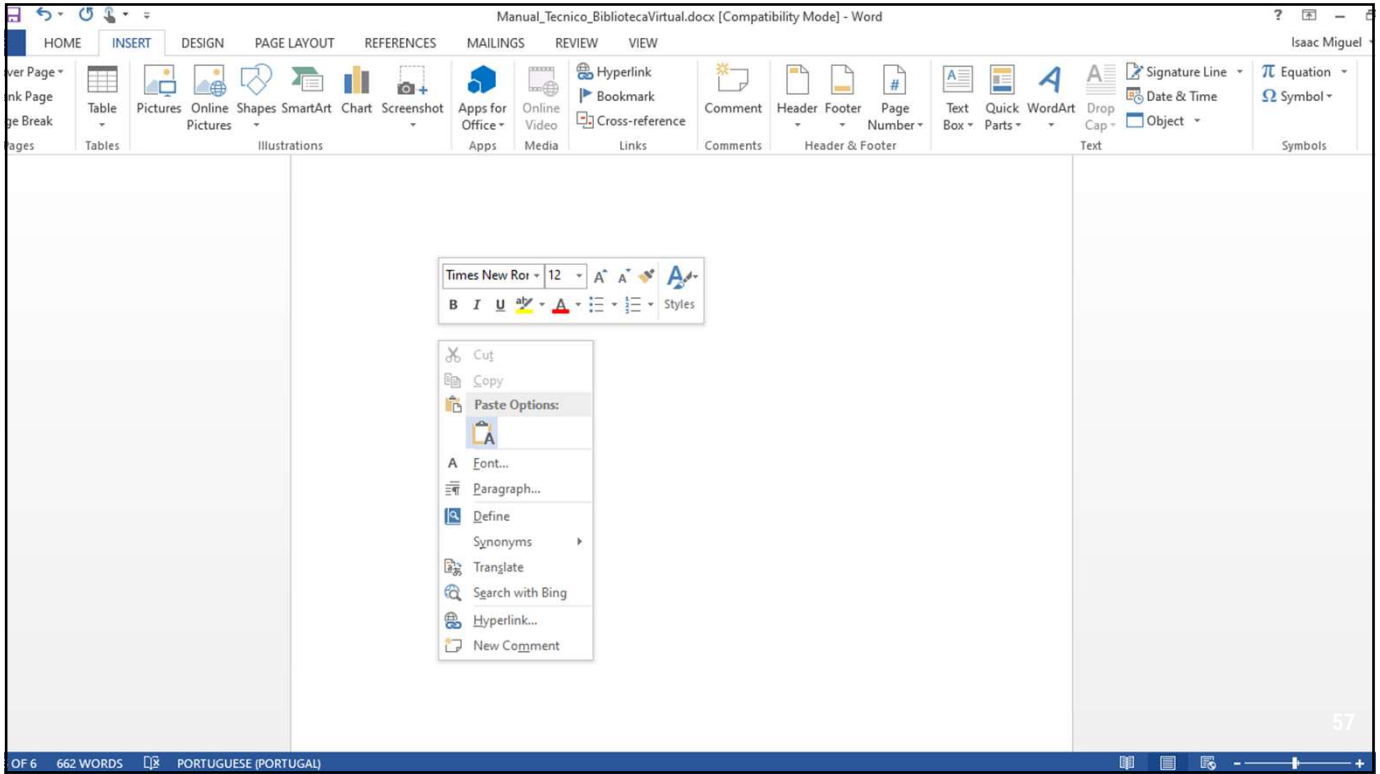 Manual_Tecnico_BibliotecaVirtual.docx [Compatibility Mode] - Word
?
HOME INSERT DESIGN PAGE LAYOUT REFERENCES MAILINGS REVIEW VIEW Isaac Miguel
ver Page
nk Page
ge Break
ages
Table
Tables
Pictures Online Pictures Shapes SmartArt Chart Screenshot
Illustrations
Apps for Office
Apps
Online Video
Media
Hyperlink
Bookmark
Cross-reference
Links
Comment
Comments
Header Footer Page Number
Header & Footer
Text Box Quick Parts WordArt Drop Cap
Signature Line
Date & Time
Object
Text
π Equation
Ω Symbol
Symbols
Times New Ror 12
B I U Styles
Cut
Copy
Paste Options:
Font...
Paragraph...
Define
Synonyms
Translate
Search with Bing
Hyperlink...
New Comment
57
OF 6 662 WORDS PORTUGUESE (PORTUGAL)